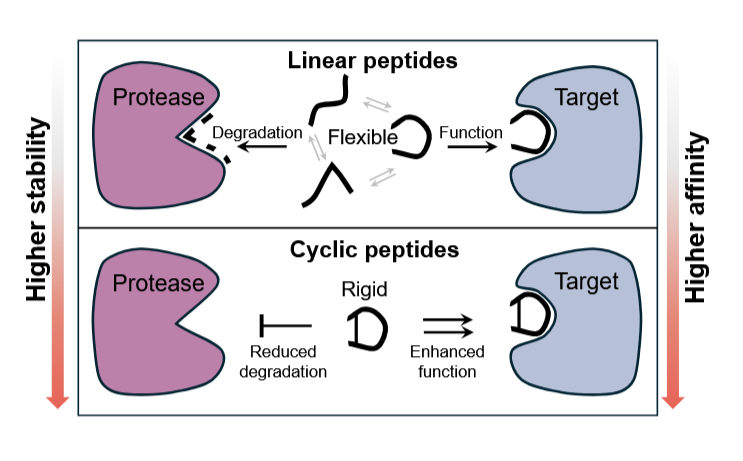 Linear peptides
Protease
Degradation
Flexible
Function
Target
Cyclic peptides
Protease
Rigid
Reduced
degradation
Enhanced
function
Target
Higher stability
Higher affinity